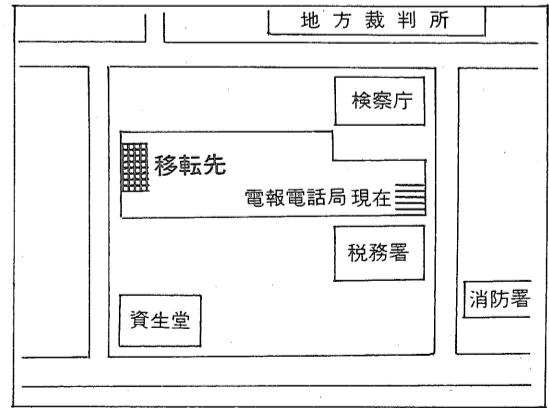 地方裁判所
検察庁
移転先
電報電話局現在
税務署
消防署
資生堂